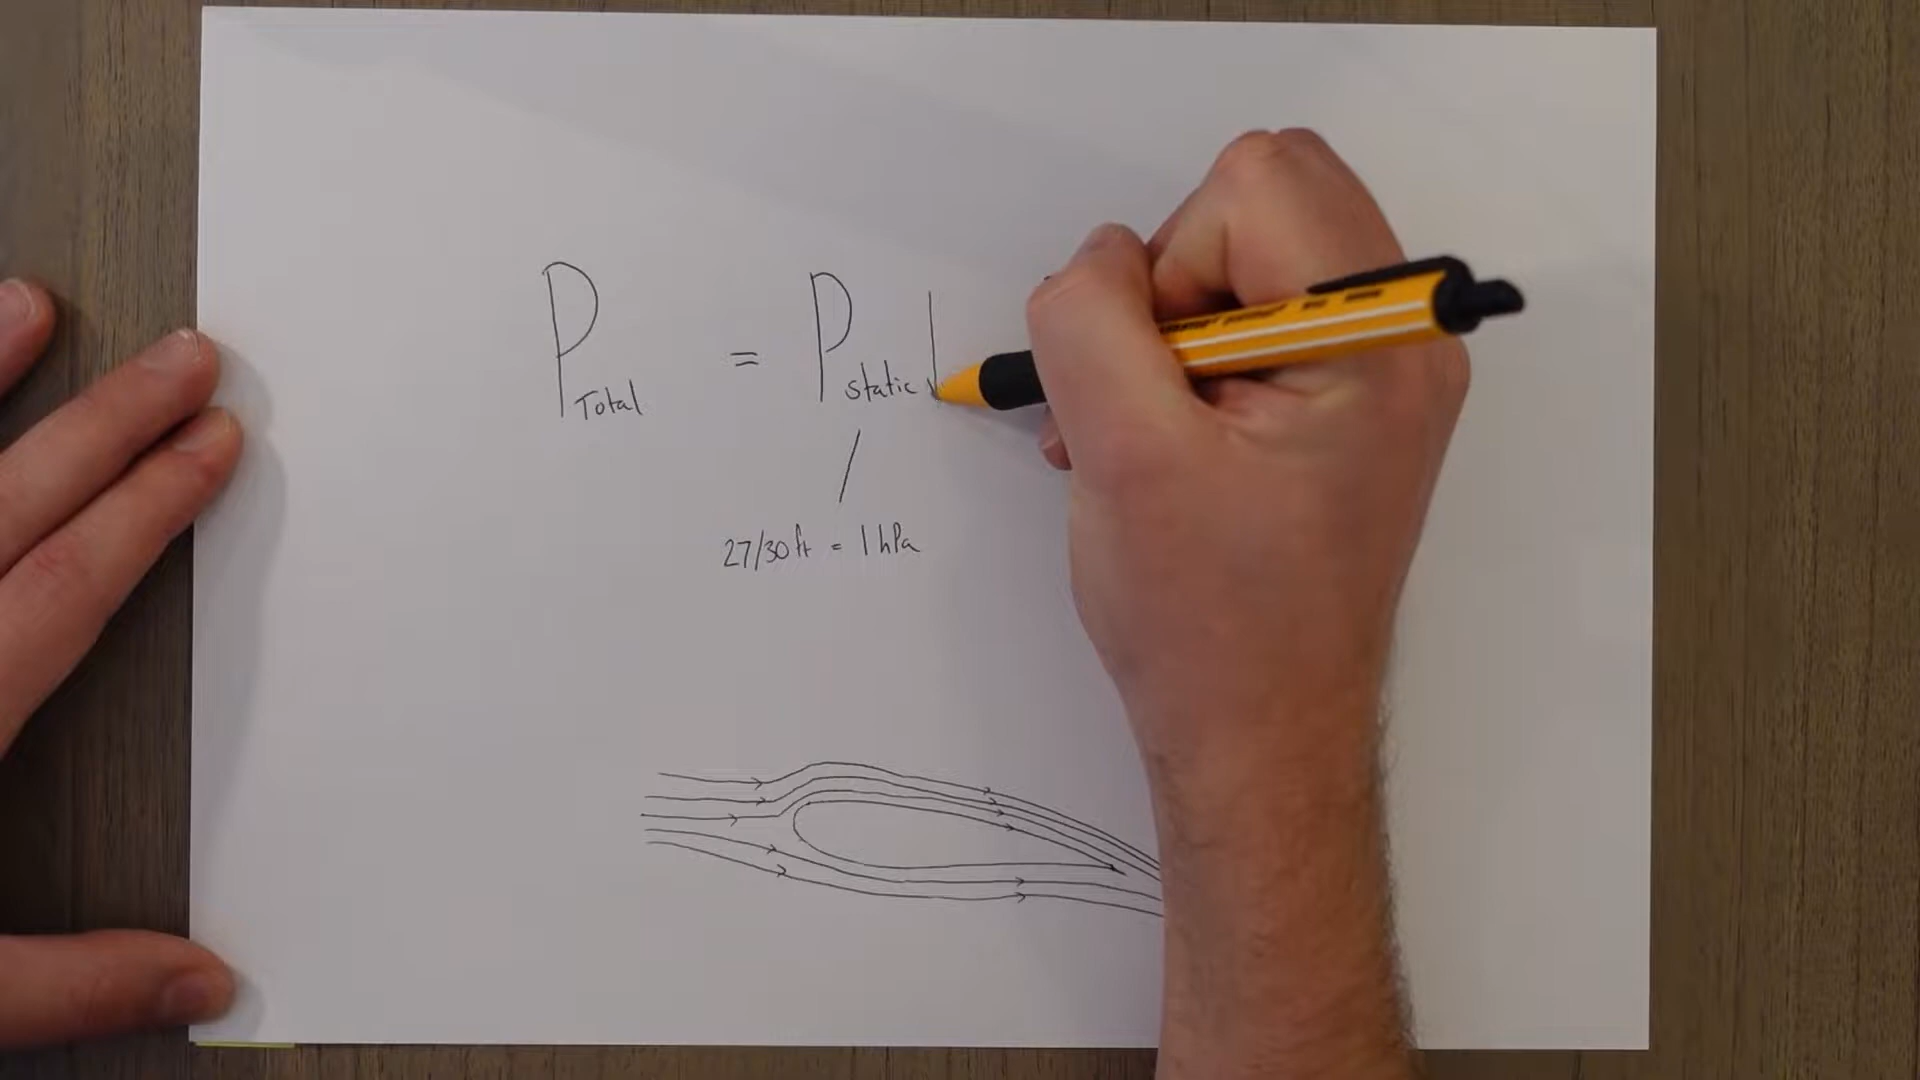 P Total = P static
27/30 ft = 1 hPa